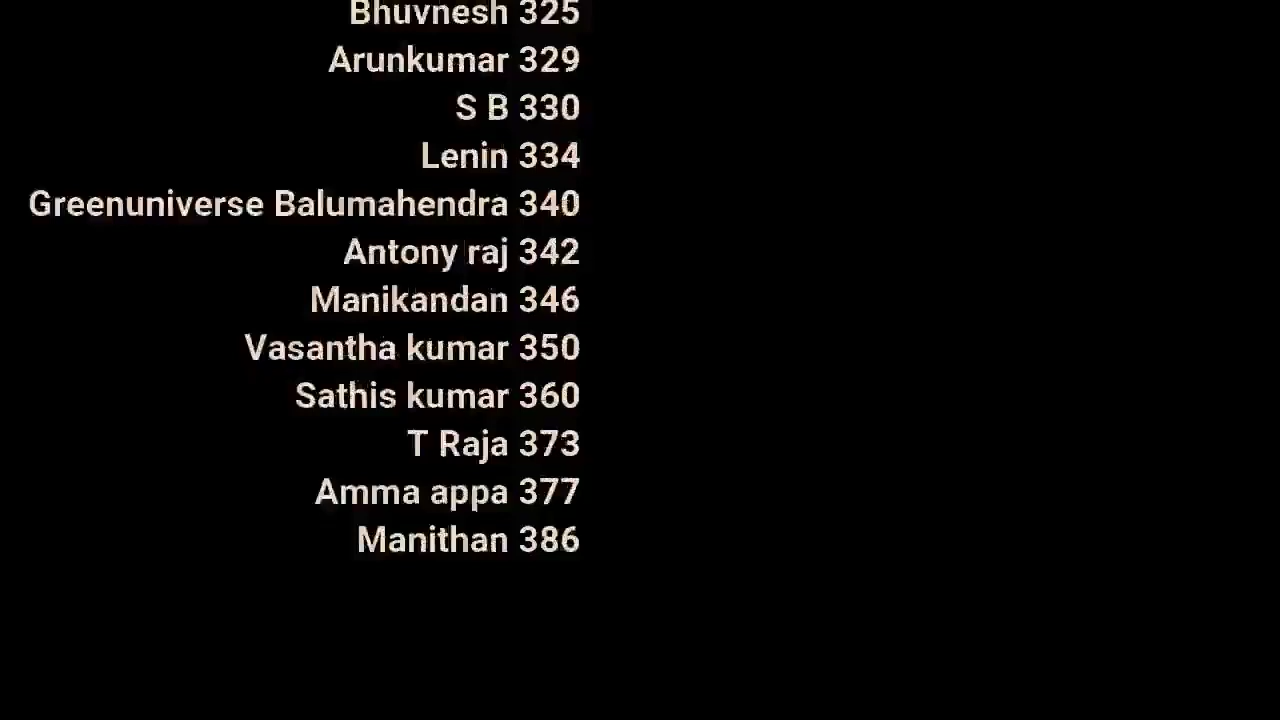 Bhuvnesh 325
Arunkumar 329
S B 330
Lenin 334
Greenuniverse Balumahendra 340
Antony raj 342
Manikandan 346
Vasantha kumar 350
Sathis kumar 360
T Raja 373
Amma appa 377
Manithan 386